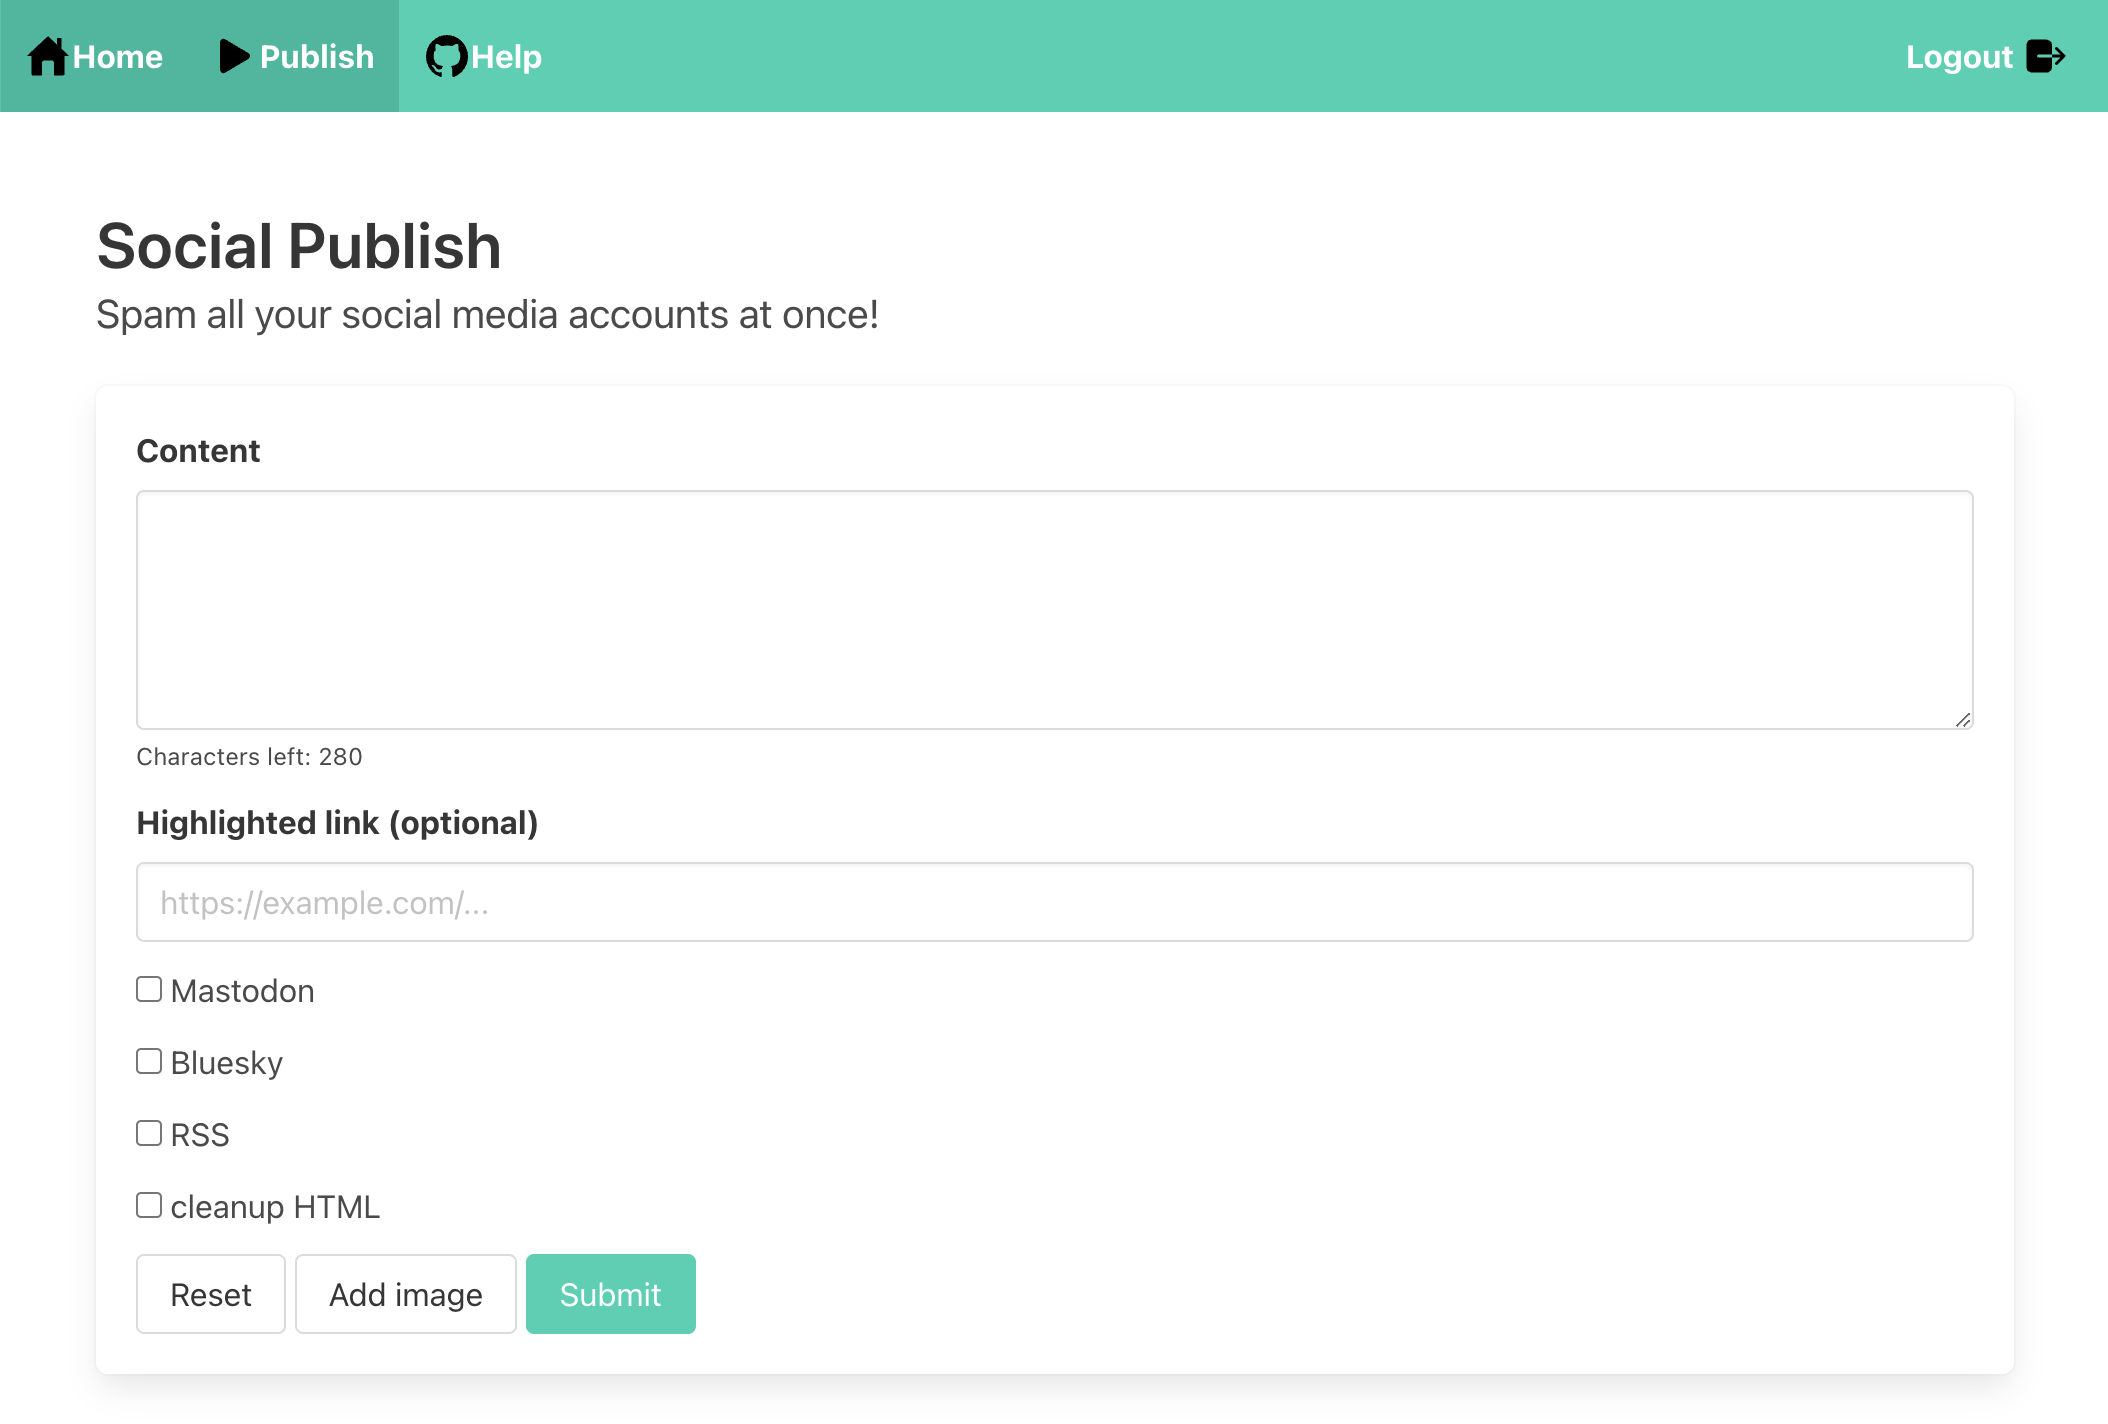 Home Publish Help Logout
Social Publish
Spam all your social media accounts at once!
Content
Characters left: 280
Highlighted link (optional)
https://example.com/...
Mastodon
Bluesky
RSS
cleanup HTML
Reset Add image Submit